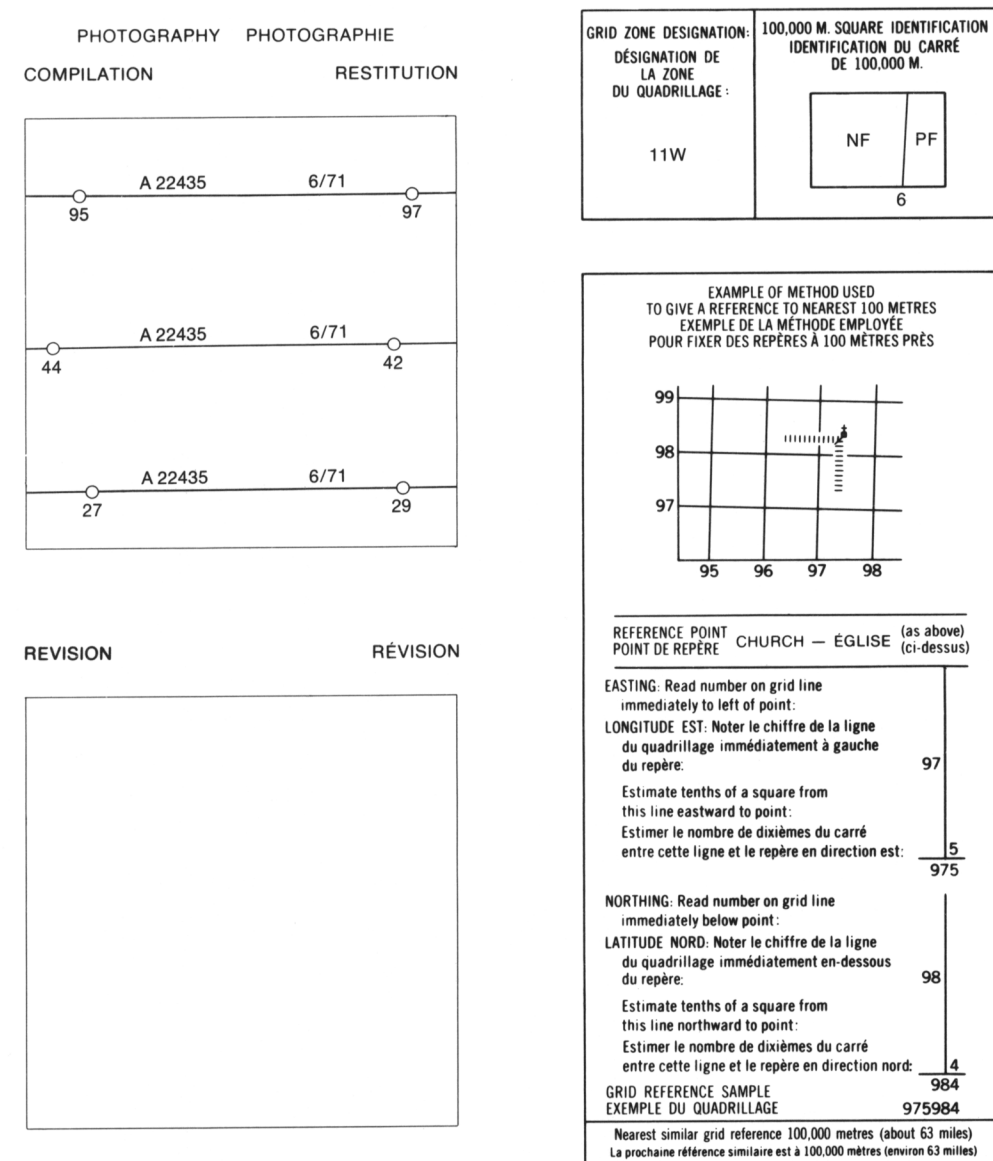 PHOTOGRAPHY PHOTOGRAPHIE
COMPILATION RESTITUTION
A 22435 6/71
95 97
A 22435 6/71
44 42
A 22435 6/71
27 29
REVISION RÉVISION
GRID ZONE DESIGNATION:
DÉSIGNATION DE
LA ZONE
DU QUADRILLAGE :
11W
100,000 M. SQUARE IDENTIFICATION
IDENTIFICATION DU CARRÉ
DE 100,000 M.
NF PF
6
EXAMPLE OF METHOD USED
TO GIVE A REFERENCE TO NEAREST 100 METRES
EXEMPLE DE LA MÉTHODE EMPLOYÉE
POUR FIXER DES REPÈRES À 100 MÈTRES PRÈS
99
98
97
95 96 97 98
REFERENCE POINT
POINT DE REPÈRE
CHURCH — ÉGLISE
(as above)
(ci-dessus)
EASTING: Read number on grid line
immediately to left of point:
LONGITUDE EST: Noter le chiffre de la ligne
du quadrillage immédiatement à gauche
du repère: 97
Estimate tenths of a square from
this line eastward to point:
Estimer le nombre de dixièmes du carré
entre cette ligne et le repère en direction est: 5
975
NORTHING: Read number on grid line
immediately below point:
LATITUDE NORD: Noter le chiffre de la ligne
du quadrillage immédiatement en-dessous
du repère: 98
Estimate tenths of a square from
this line northward to point:
Estimer le nombre de dixièmes du carré
entre cette ligne et le repère en direction nord: 4
984
GRID REFERENCE SAMPLE
EXEMPLE DU QUADRILLAGE 975984
Nearest similar grid reference 100,000 metres (about 63 miles)
La prochaine référence similaire est à 100,000 mètres (environ 63 milles)